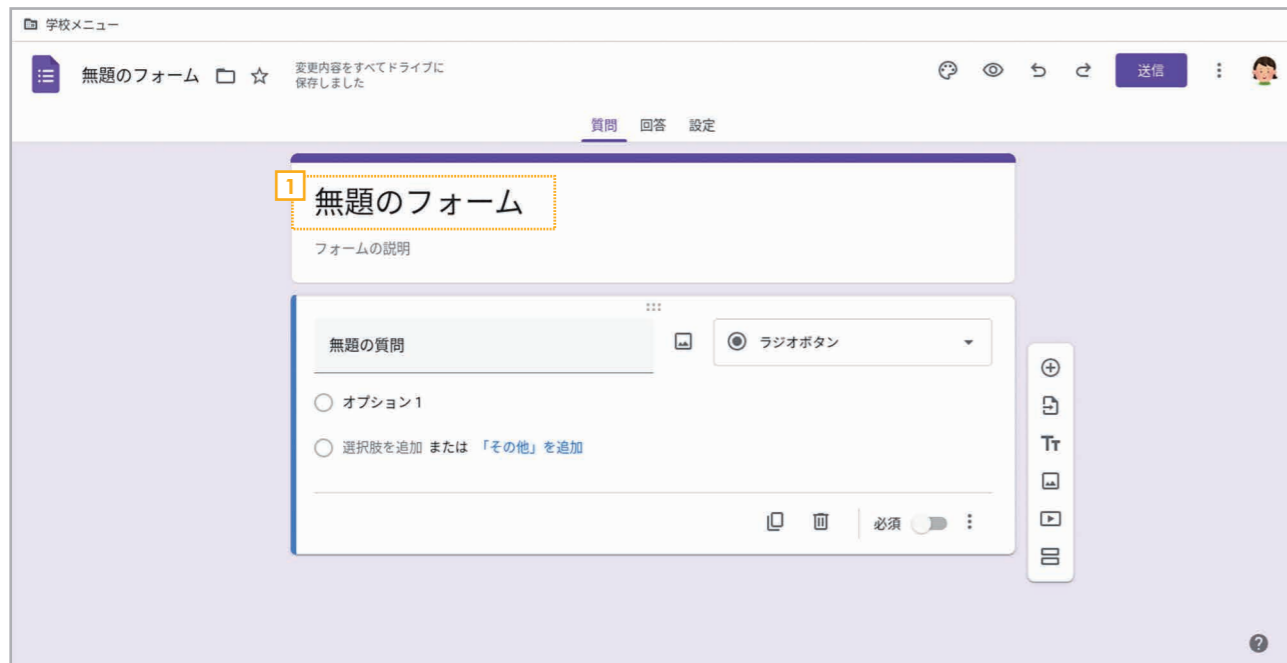 学校メニュー
無題のフォーム
変更内容をすべてドライブに
保存しました
送信
質問 回答 設定
1
無題のフォーム
フォームの説明
無題の質問
ラジオボタン
オプション 1
選択肢を追加 または 「その他」を追加
必須
Tт